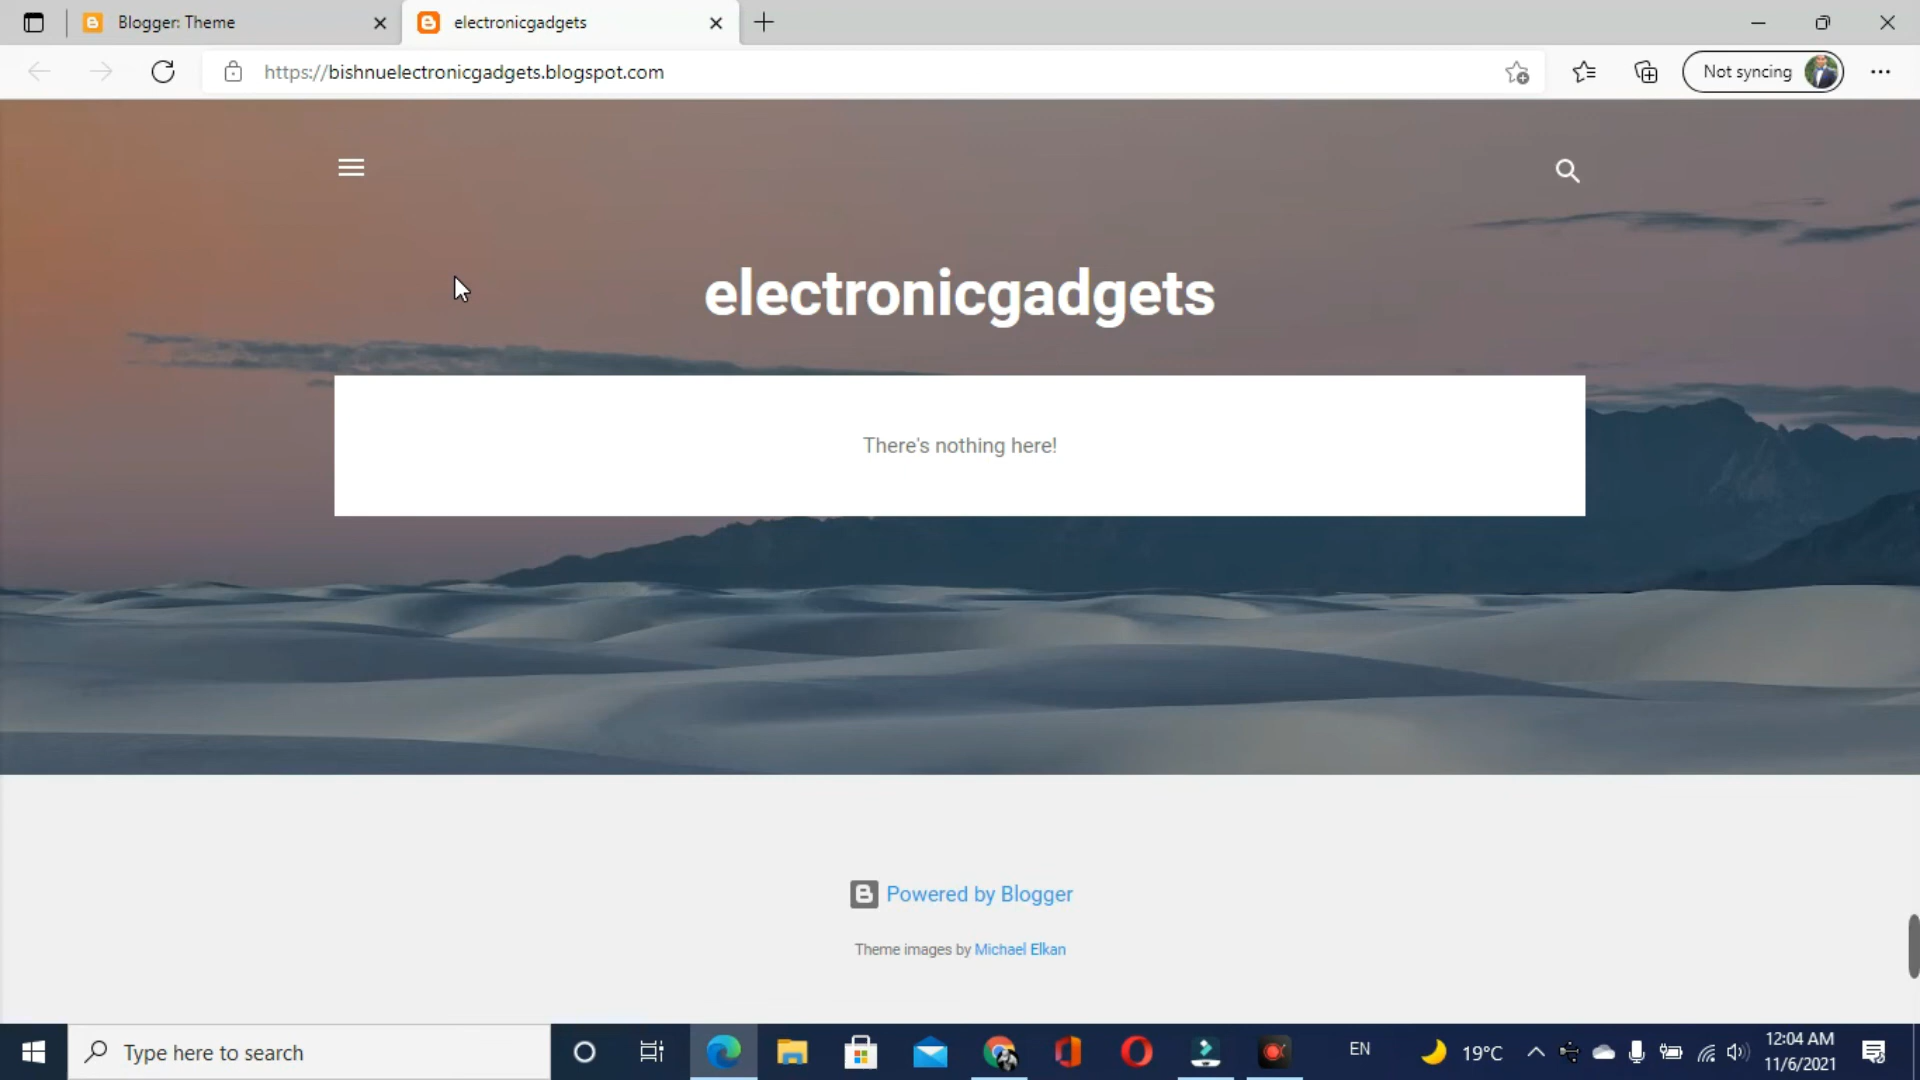 Blogger: Theme
electronicgadgets
https://bishnuelectronicgadgets.blogspot.com
Not syncing
electronicgadgets
There's nothing here!
Powered by Blogger
Theme images by Michael Elkan
Type here to search
EN
19°C
12:04 AM
11/6/2021